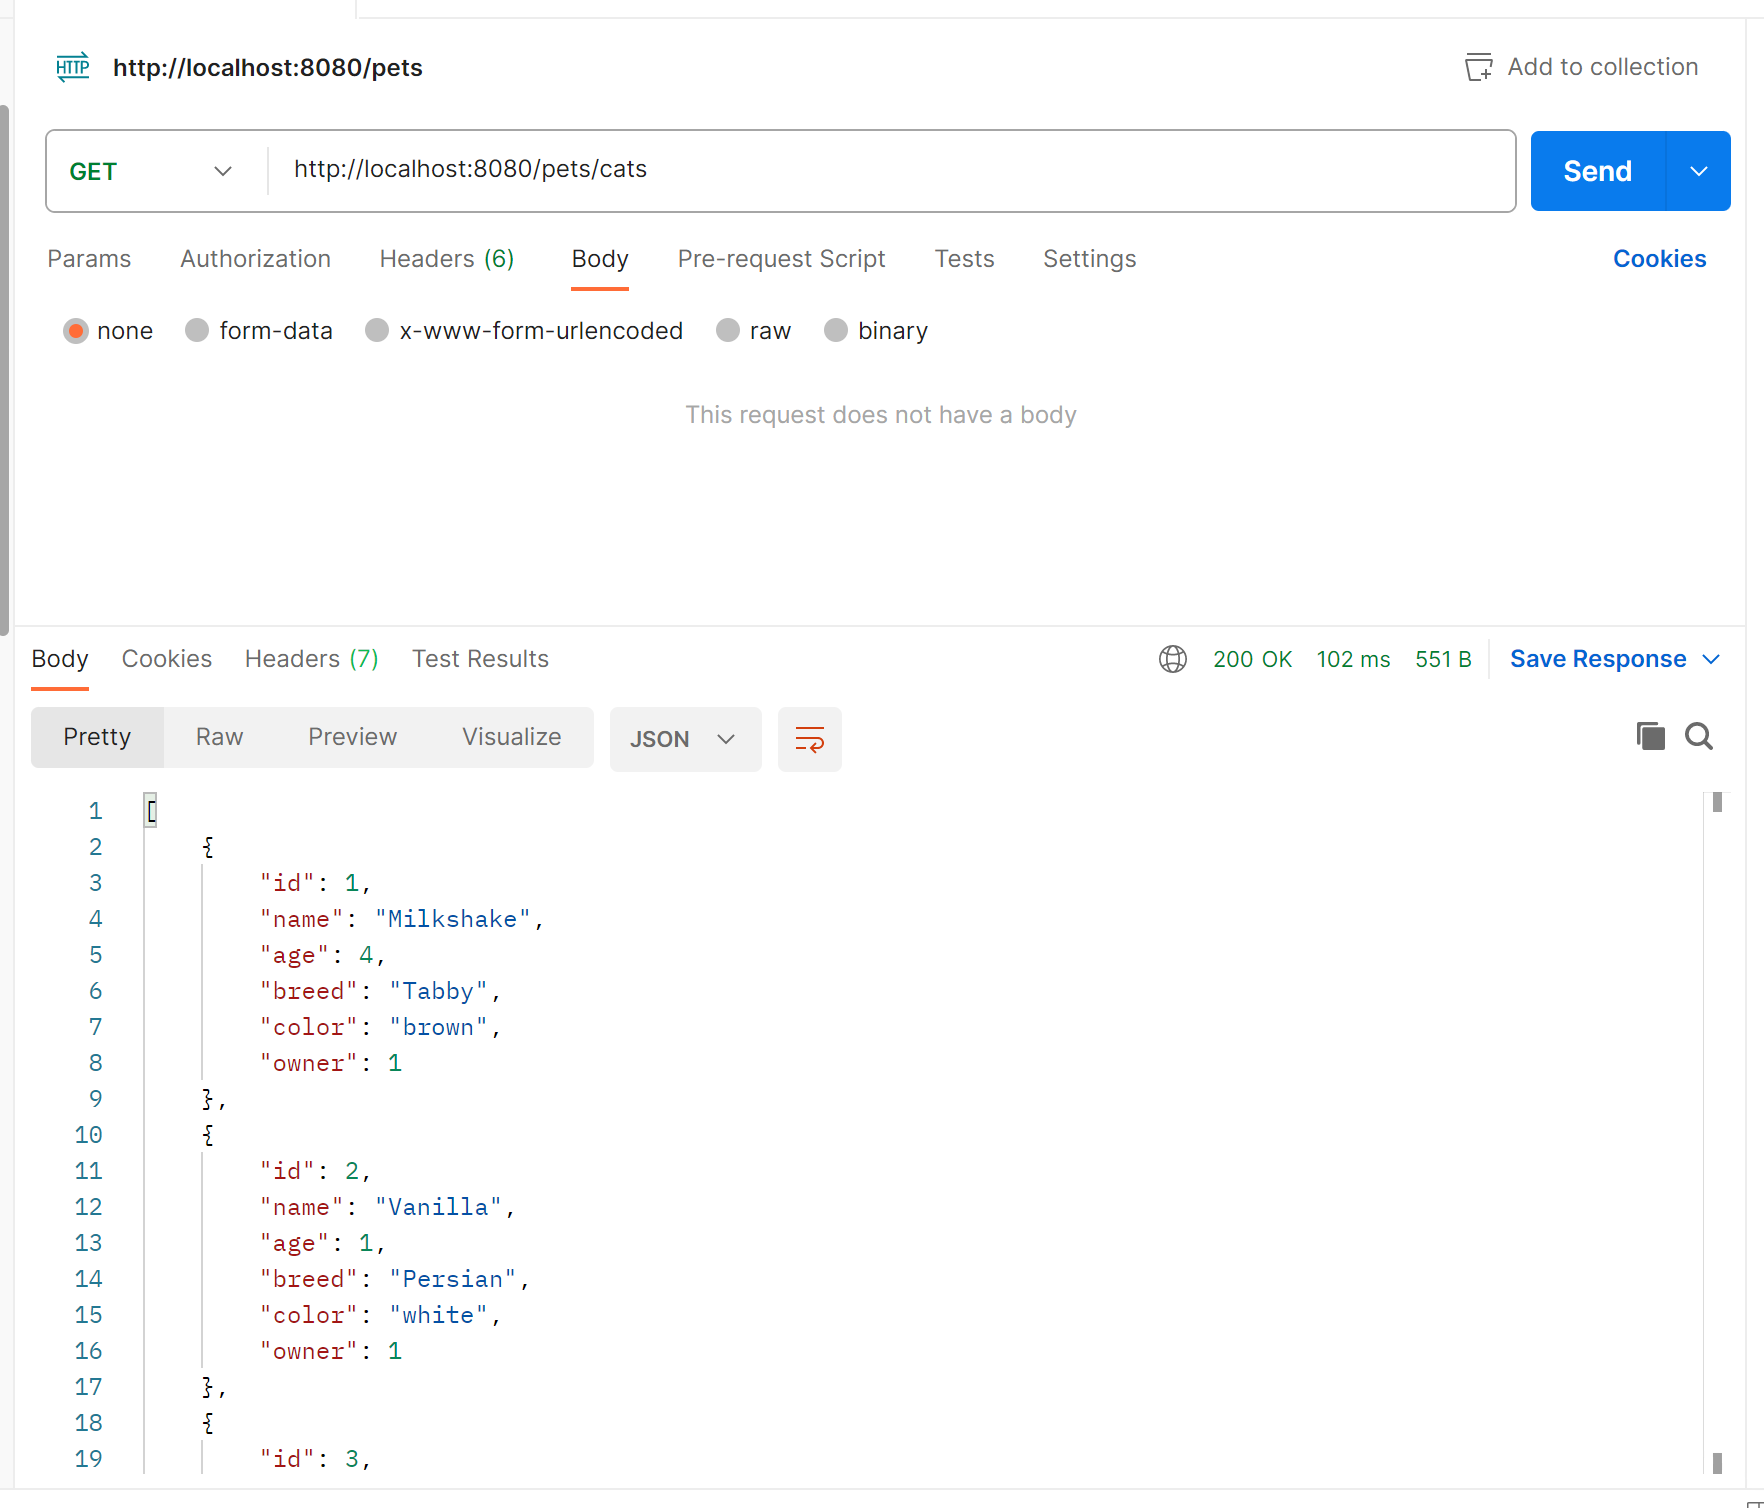 HTTP http://localhost:8080/pets Add to collection
GET http://localhost:8080/pets/cats Send
Params Authorization Headers (6) Body Pre-request Script Tests Settings Cookies
none form-data x-www-form-urlencoded raw binary
This request does not have a body
Body Cookies Headers (7) Test Results 200 OK 102 ms 551 B Save Response
Pretty Raw Preview Visualize JSON
1 [
2 {
3 "id": 1,
4 "name": "Milkshake",
5 "age": 4,
6 "breed": "Tabby",
7 "color": "brown",
8 "owner": 1
9 },
10 {
11 "id": 2,
12 "name": "Vanilla",
13 "age": 1,
14 "breed": "Persian",
15 "color": "white",
16 "owner": 1
17 },
18 {
19 "id": 3,